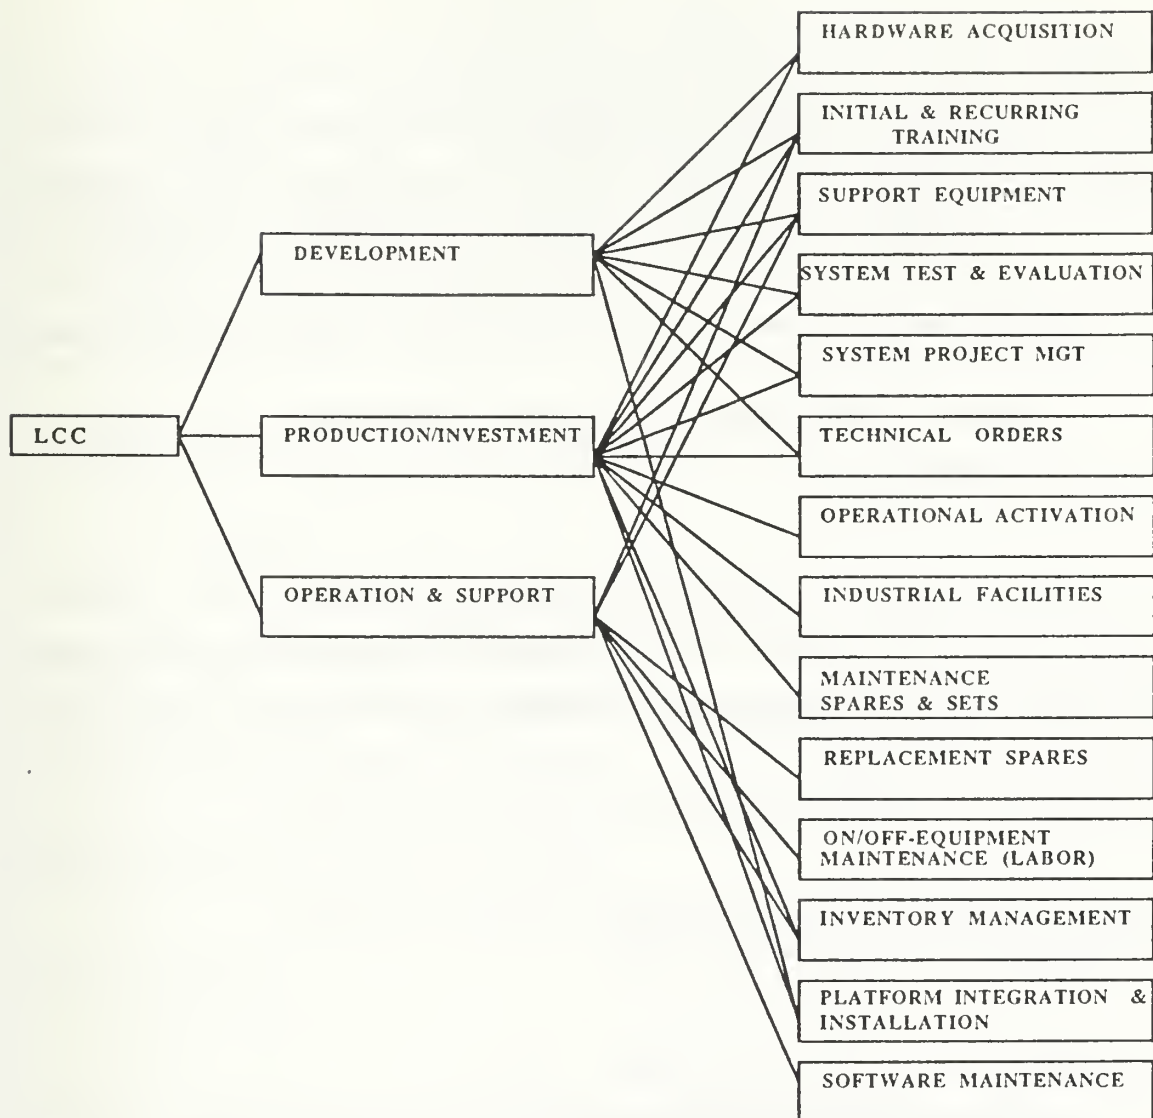 LCC
DEVELOPMENT
PRODUCTION/INVESTMENT
OPERATION & SUPPORT
HARDWARE ACQUISITION
INITIAL & RECURRING
TRAINING
SUPPORT EQUIPMENT
SYSTEM TEST & EVALUATION
SYSTEM PROJECT MGT
TECHNICAL ORDERS
OPERATIONAL ACTIVATION
INDUSTRIAL FACILITIES
MAINTENANCE
SPARES & SETS
REPLACEMENT SPARES
ON/OFF-EQUIPMENT
MAINTENANCE (LABOR)
INVENTORY MANAGEMENT
PLATFORM INTEGRATION &
INSTALLATION
SOFTWARE MAINTENANCE